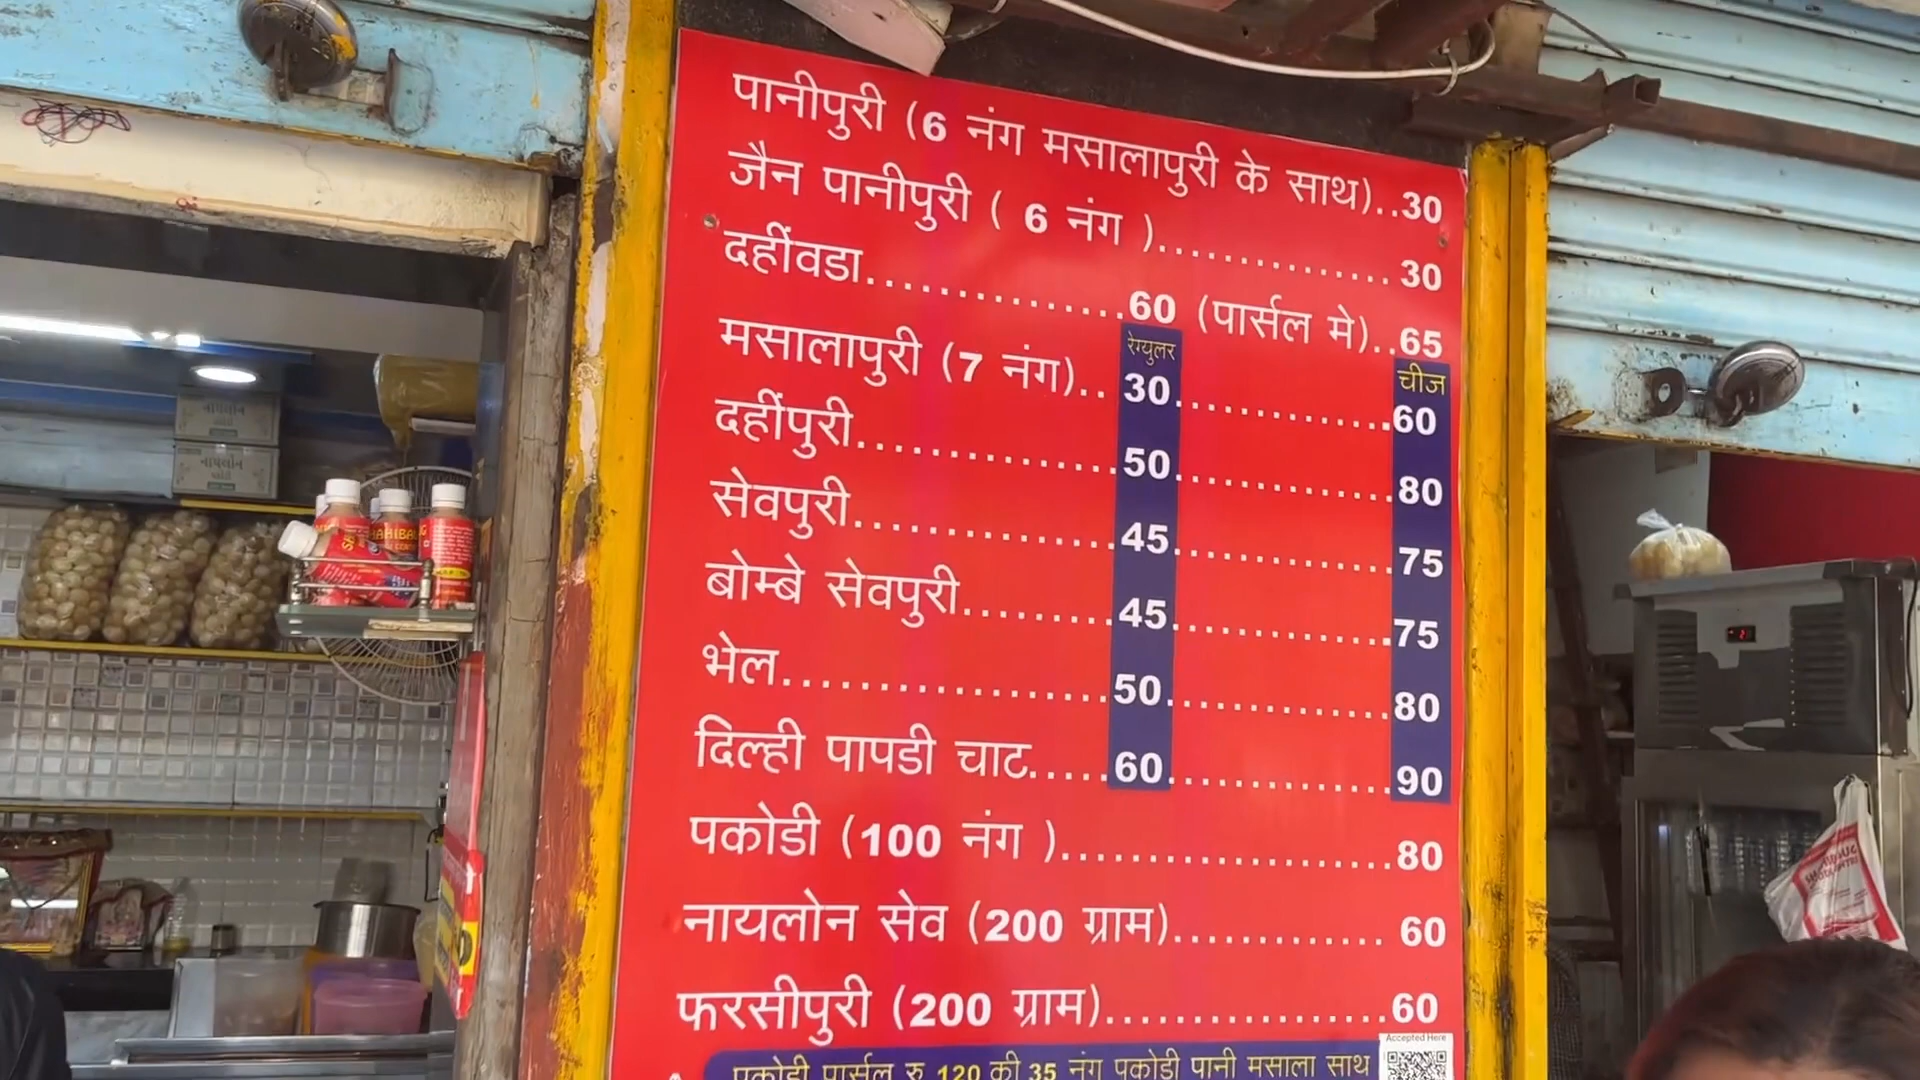 पानीपुरी (6 नंग मसालापुरी के साथ)..30
जैन पानीपुरी ( 6 नंग )............... 30
दहींवडा................60 (पार्सल मे)..65
रेग्युलर चीज
मसालापुरी (7 नंग)..30..............60
दहींपुरी.................50..............80
सेवपुरी.................45..............75
बोम्बे सेवपुरी..........45..............75
भेल......................50..............80
दिल्ही पापडी चाट.....60..............90
पकोडी (100 नंग )......................80
नायलोन सेव (200 ग्राम).............. 60
फरसीपुरी (200 ग्राम)...................60
Accepted Here
पकोडी पार्सल रु 120 की 35 नंग पकोडी पानी मसाला साथ